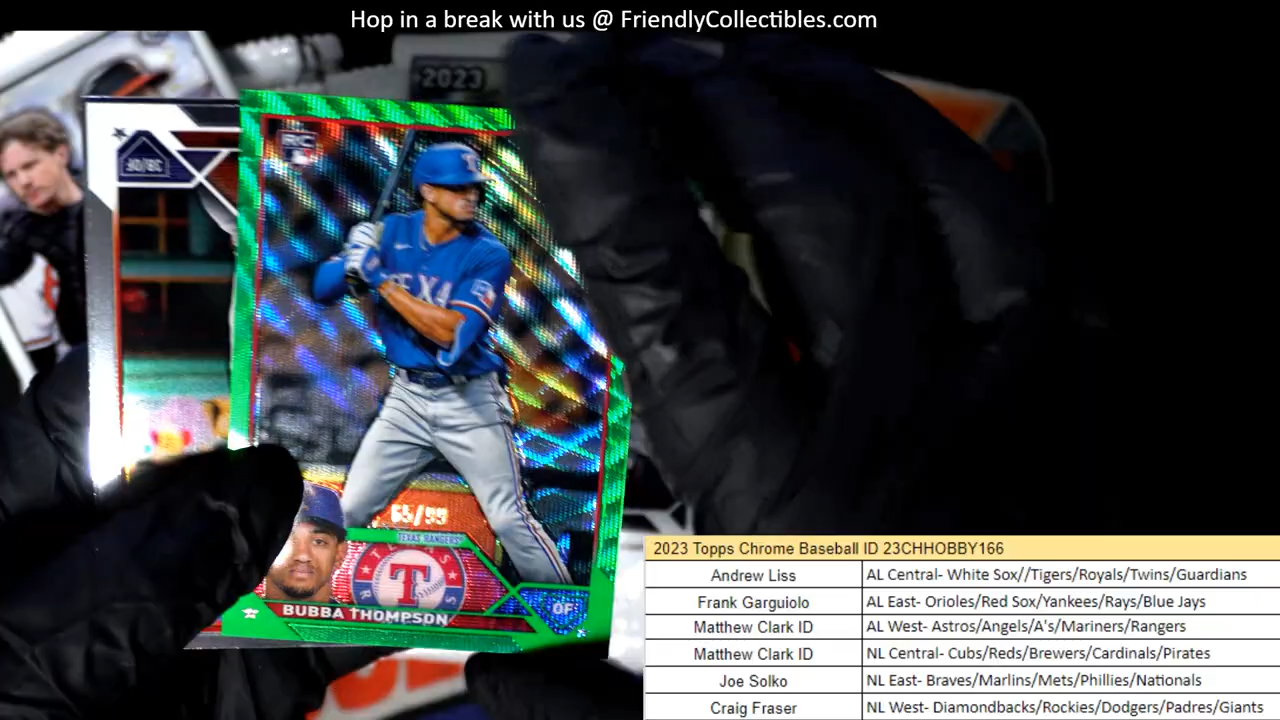 Hop in a break with us @ FriendlyCollectibles.com
2023
RC
TEXA
65/99
TEXAS RANGERS
T
BUBBA THOMPSON
OF
2023 Topps Chrome Baseball ID 23CHHOBBY166
Andrew Liss AL Central- White Sox//Tigers/Royals/Twins/Guardians
Frank Garguiolo AL East- Orioles/Red Sox/Yankees/Rays/Blue Jays
Matthew Clark ID AL West- Astros/Angels/A's/Mariners/Rangers
Matthew Clark ID NL Central- Cubs/Reds/Brewers/Cardinals/Pirates
Joe Solko NL East- Braves/Marlins/Mets/Phillies/Nationals
Craig Fraser NL West- Diamondbacks/Rockies/Dodgers/Padres/Giants